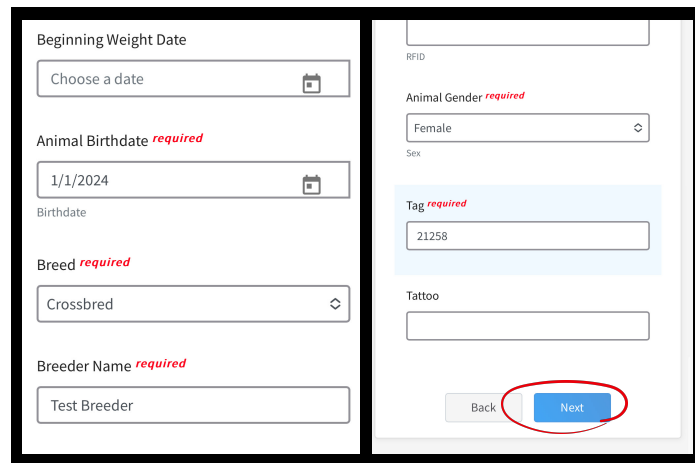 Beginning Weight Date
Choose a date
Animal Birthdate required
1/1/2024
Birthdate
Breed required
Crossbred
Breeder Name required
Test Breeder
RFID
Animal Gender required
Female
Sex
Tag required
21258
Tattoo
Back Next